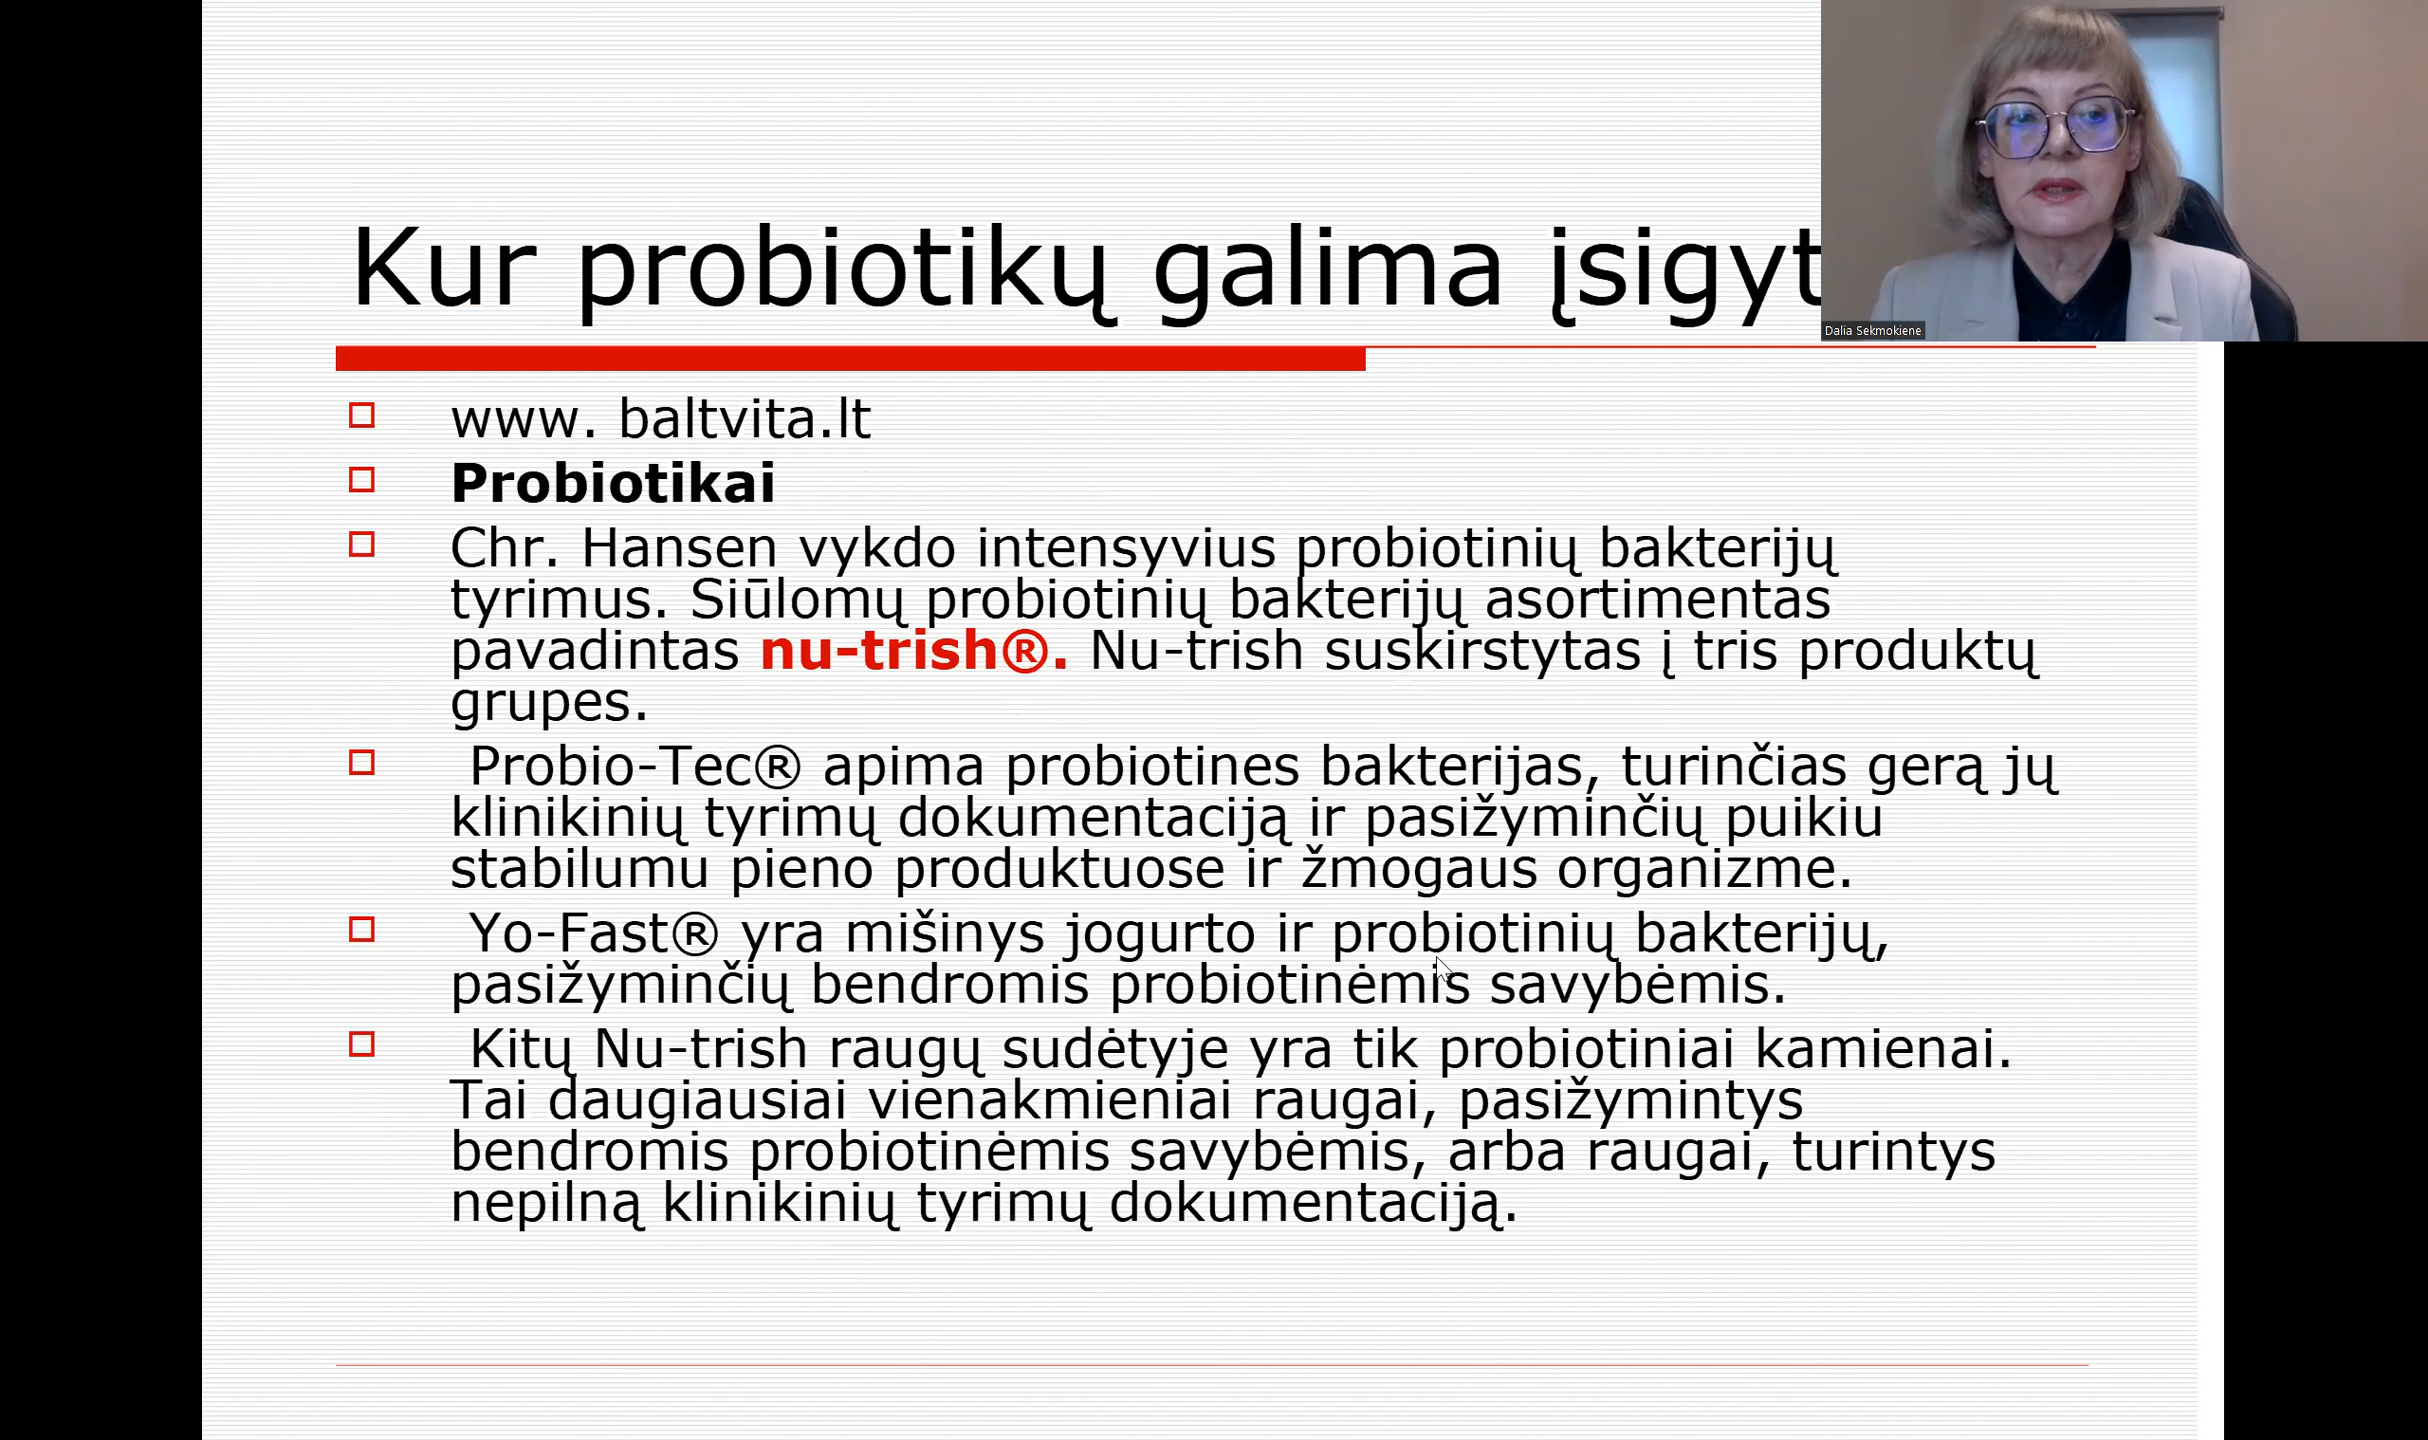 Kur probiotikų galima įsigyt
Dalia Sekmokiene
www. baltvita.lt
Probiotikai
Chr. Hansen vykdo intensyvius probiotinių bakterijų
tyrimus. Siūlomų probiotinių bakterijų asortimentas
pavadintas nu-trish®. Nu-trish suskirstytas į tris produktų
grupes.
Probio-Tec® apima probiotines bakterijas, turinčias gerą jų
klinikinių tyrimų dokumentaciją ir pasižyminčių puikiu
stabilumu pieno produktuose ir žmogaus organizme.
Yo-Fast® yra mišinys jogurto ir probiotinių bakterijų,
pasižyminčių bendromis probiotinėmis savybėmis.
Kitų Nu-trish raugų sudėtyje yra tik probiotiniai kamienai.
Tai daugiausiai vienakmieniai raugai, pasižymintys
bendromis probiotinėmis savybėmis, arba raugai, turintys
nepilną klinikinių tyrimų dokumentaciją.